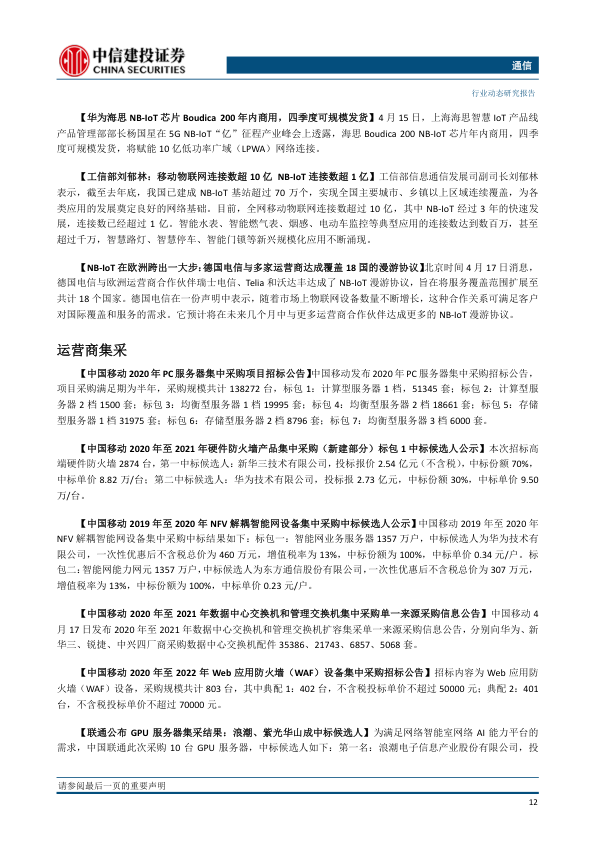 中信建投证券
CHINA SECURITIES
通信
行业动态研究报告
【华为海思 NB-IoT 芯片 Boudica 200 年内商用，四季度可规模发货】4 月 15 日，上海海思智慧 IoT 产品线
产品管理部部长杨国星在 5G NB-IoT“亿”征程产业峰会上透露，海思 Boudica 200 NB-IoT 芯片年内商用，四季
度可规模发货，将赋能 10 亿低功率广域（LPWA）网络连接。
【工信部刘郁林：移动物联网连接数超 10 亿 NB-IoT 连接数超 1 亿】工信部信息通信发展司副司长刘郁林
表示，截至去年底，我国已建成 NB-IoT 基站超过 70 万个，实现全国主要城市、乡镇以上区域连续覆盖，为各
类应用的发展奠定良好的网络基础。目前，全网移动物联网连接数超过 10 亿，其中 NB-IoT 经过 3 年的快速发
展，连接数已经超过 1 亿。智能水表、智能燃气表、烟感、电动车监控等典型应用的连接数达到数百万，甚至
超过千万，智慧路灯、智慧停车、智能门锁等新兴规模化应用不断涌现。
【NB-IoT 在欧洲跨出一大步：德国电信与多家运营商达成覆盖 18 国的漫游协议】北京时间 4 月 17 日消息，
德国电信与欧洲运营商合作伙伴瑞士电信、Telia 和沃达丰达成了 NB-IoT 漫游协议，旨在将服务覆盖范围扩展至
共计 18 个国家。德国电信在一份声明中表示，随着市场上物联网设备数量不断增长，这种合作关系可满足客户
对国际覆盖和服务的需求。它预计将在未来几个月中与更多运营商合作伙伴达成更多的 NB-IoT 漫游协议。
运营商集采
【中国移动 2020 年 PC 服务器集中采购项目招标公告】中国移动发布 2020 年 PC 服务器集中采购招标公告，
项目采购满足期为半年，采购规模共计 138272 台，标包 1：计算型服务器 1 档，51345 套；标包 2：计算型服
务器 2 档 1500 套；标包 3：均衡型服务器 1 档 19995 套；标包 4：均衡型服务器 2 档 18661 套；标包 5：存储
型服务器 1 档 31975 套；标包 6：存储型服务器 2 档 8796 套；标包 7：均衡型服务器 3 档 6000 套。
【中国移动 2020 年至 2021 年硬件防火墙产品集中采购（新建部分）标包 1 中标候选人公示】本次招标高
端硬件防火墙 2874 台，第一中标候选人：新华三技术有限公司，投标报价 2.54 亿元（不含税），中标份额 70%，
中标单价 8.82 万/台；第二中标候选人：华为技术有限公司，投标报 2.73 亿元，中标份额 30%，中标单价 9.50
万/台。
【中国移动 2019 年至 2020 年 NFV 解耦智能网设备集中采购中标候选人公示】中国移动 2019 年至 2020 年
NFV 解耦智能网设备集中采购中标结果如下：标包一：智能网业务服务器 1357 万户，中标候选人为华为技术有
限公司，一次性优惠后不含税总价为 460 万元，增值税率为 13%，中标份额为 100%，中标单价 0.34 元/户。标
包二：智能网能力网元 1357 万户，中标候选人为东方通信股份有限公司，一次性优惠后不含税总价为 307 万元，
增值税率为 13%，中标份额为 100%，中标单价 0.23 元/户。
【中国移动 2020 年至 2021 年数据中心交换机和管理交换机集中采购单一来源采购信息公告】中国移动 4
月 17 日发布 2020 年至 2021 年数据中心交换机和管理交换机扩容集采单一来源采购信息公告，分别向华为、新
华三、锐捷、中兴四厂商采购数据中心交换机配件 35386、21743、6857、5068 套。
【中国移动 2020 年至 2022 年 Web 应用防火墙（WAF）设备集中采购招标公告】招标内容为 Web 应用防
火墙（WAF）设备，采购规模共计 803 台，其中典配 1：402 台，不含税投标单价不超过 50000 元；典配 2：401
台，不含税投标单价不超过 70000 元。
【联通公布 GPU 服务器集采结果：浪潮、紫光华山成中标候选人】为满足网络智能室网络 AI 能力平台的
需求，中国联通此次采购 10 台 GPU 服务器，中标候选人如下：第一名：浪潮电子信息产业股份有限公司，投
请参阅最后一页的重要声明
12